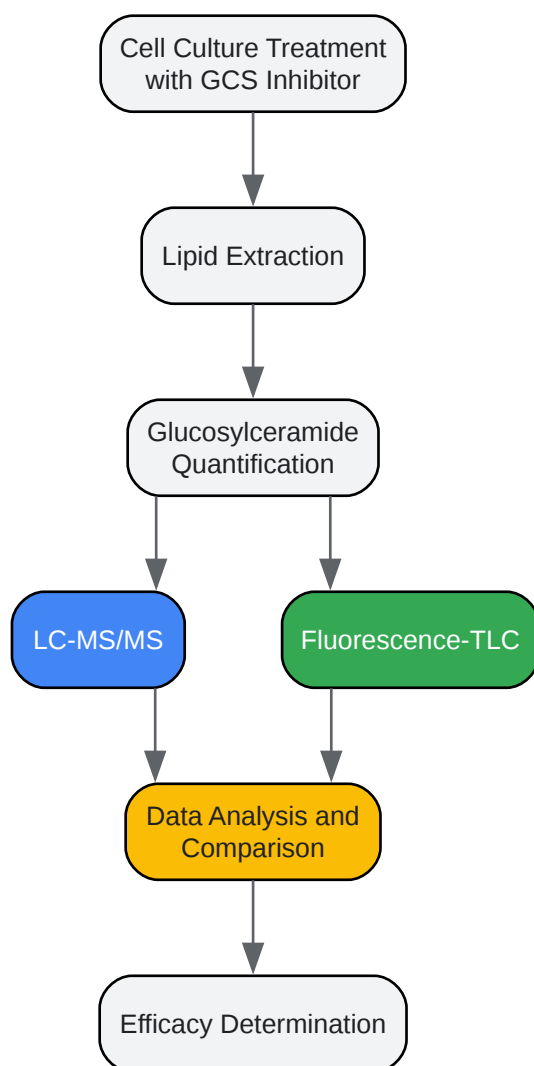 Cell Culture Treatment
with GCS Inhibitor
Lipid Extraction
Glucosylceramide
Quantification
LC-MS/MS
Fluorescence-TLC
Data Analysis and
Comparison
Efficacy Determination